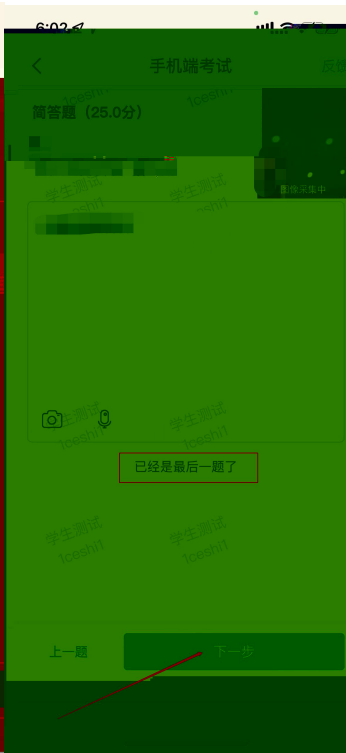 6:02
手机端考试
反馈
简答题（25.0分）
图像采集中
学生测试
1ceshi1
学生测试
1ceshi1
学生测试
1ceshi1
学生测试
1ceshi1
已经是最后一题了
学生测试
1ceshi1
学生测试
1ceshi1
上一题
下一步